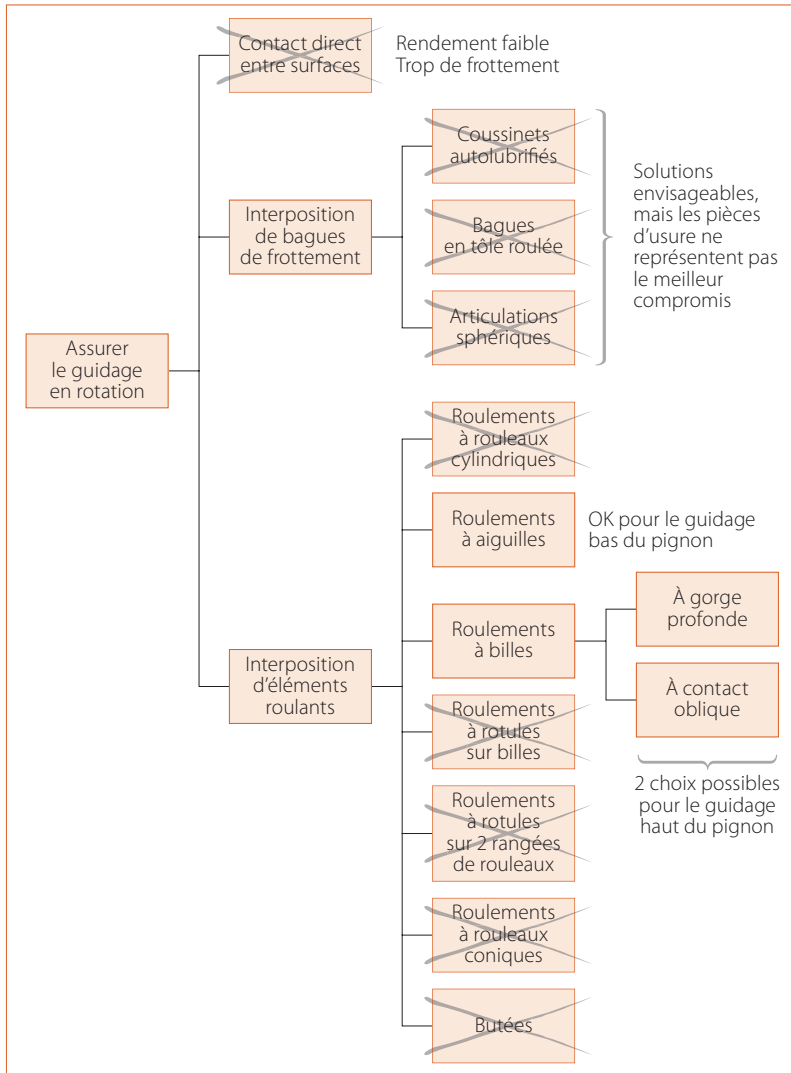 Contact direct
entre surfaces
Rendement faible
Trop de frottement
Coussinets
autolubrifiés
Solutions
envisageables,
mais les pièces
d'usure ne
représentent pas
le meilleur
compromis
Interposition
de bagues
de frottement
Bagues
en tôle roulée
Articulations
sphériques
Assurer
le guidage
en rotation
Roulements
à rouleaux
cylindriques
Roulements
à aiguilles
OK pour le guidage
bas du pignon
À gorge
profonde
Roulements
à billes
Interposition
d'éléments
roulants
À contact
oblique
Roulements
à rotules
sur billes
2 choix possibles
pour le guidage
haut du pignon
Roulements
à rotules
sur 2 rangées
de rouleaux
Roulements
à rouleaux
coniques
Butées